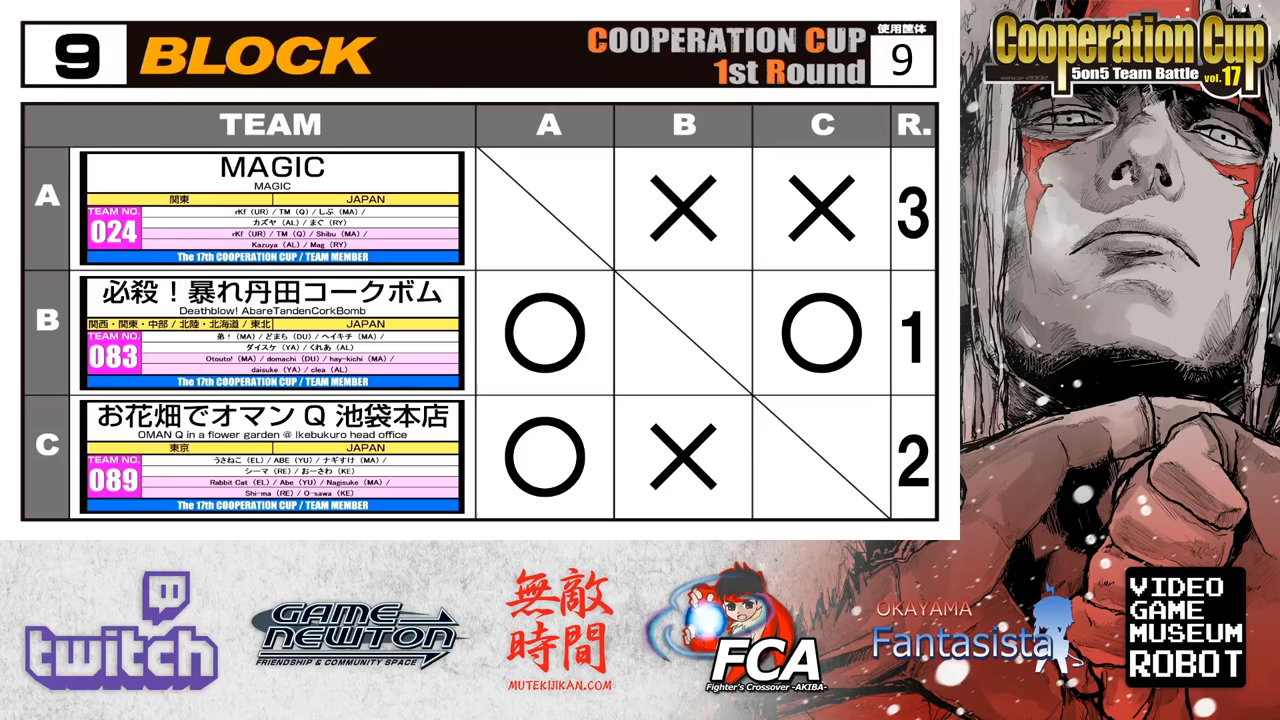 9 BLOCK
COOPERATION CUP
1st Round
使用筐体
9
Cooperation Cup
SINCE 2002
5on5 Team Battle vol.17
TEAM A B C R.
A
MAGIC
MAGIC
関東 JAPAN
TEAM NO.
024
rKf (UR) / TM (Q) / しぶ (MA) /
カズヤ (AL) / まぐ (RY)
rKf (UR) / TM (Q) / Shibu (MA) /
Kazuya (AL) / Mag (RY)
The 17th COOPERATION CUP / TEAM MEMBER
× × 3
B
必殺！暴れ丹田コークボム
Deathblow! AbareTandenCorkBomb
関西・関東・中部 / 北陸・北海道 / 東北 JAPAN
TEAM NO.
083
弟！ (MA) / どまち (DU) / ヘイキチ (MA) /
ダイスケ (YA) / くれあ (AL)
Otouto! (MA) / domachi (DU) / hay-kichi (MA) /
daisuke (YA) / clea (AL)
The 17th COOPERATION CUP / TEAM MEMBER
○ ○ 1
C
お花畑でオマンQ 池袋本店
OMAN Q in a flower garden @ Ikebukuro head office
東京 JAPAN
TEAM NO.
089
うさねこ (EL) / ABE (YU) / ナギすけ (MA) /
シーマ (RE) / おーさわ (KE)
Rabbit Cat (EL) / Abe (YU) / Nagisuke (MA) /
Shi-ma (RE) / O-sawa (KE)
The 17th COOPERATION CUP / TEAM MEMBER
○ × 2
twitch
GAME
NEWTON
FRIENDSHIP & COMMUNITY SPACE
無敵
時間
MUTEKIJIKAN.COM
FCA
Fighter's Crossover -AKIBA-
OKAYAMA
Fantasista
VIDEO
GAME
MUSEUM
ROBOT